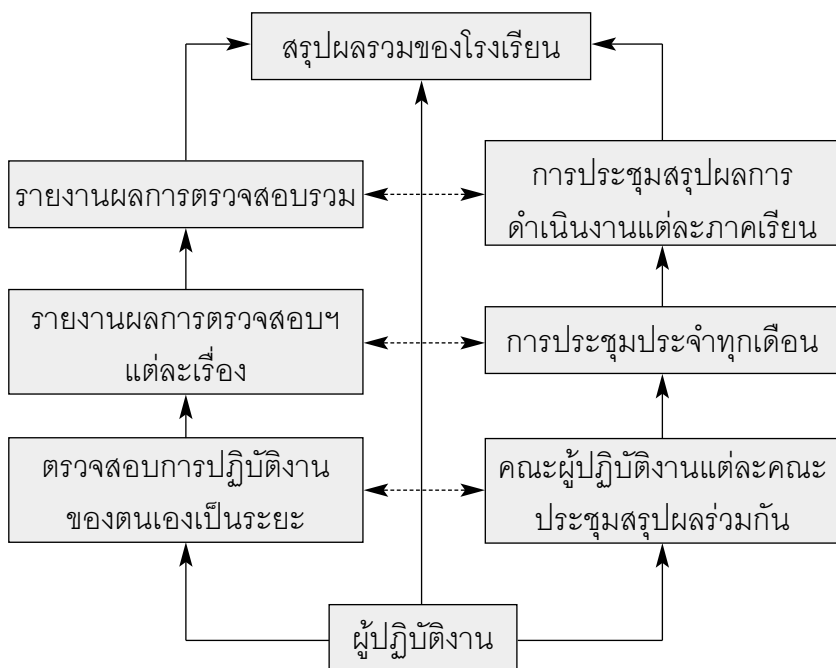 สรุปผลรวมของโรงเรียน
รายงานผลการตรวจสอบรวม
การประชุมสรุปผลการ
ดำเนินงานแต่ละภาคเรียน
รายงานผลการตรวจสอบฯ
แต่ละเรื่อง
การประชุมประจำทุกเดือน
ตรวจสอบการปฏิบัติงาน
ของตนเองเป็นระยะ
คณะผู้ปฏิบัติงานแต่ละคณะ
ประชุมสรุปผลร่วมกัน
ผู้ปฏิบัติงาน